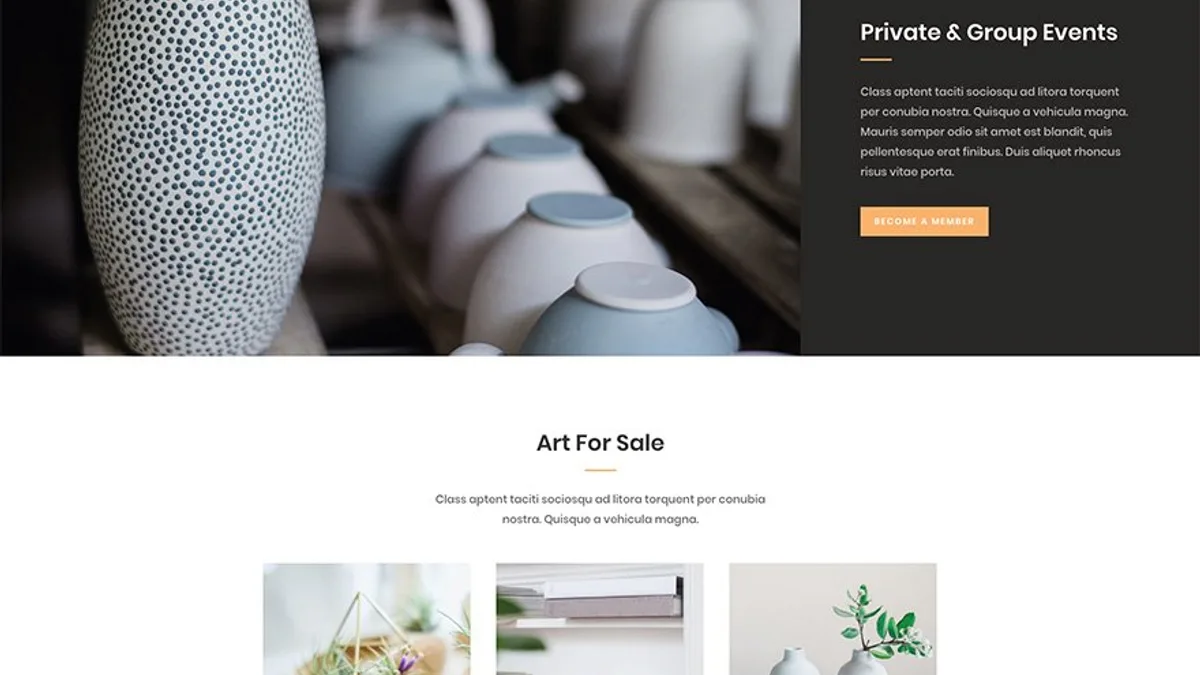 Private & Group Events
Class aptent taciti sociosqu ad litora torquent
per conubia nostra. Quisque a vehicula magna.
Mauris semper odio sit amet est blandit, quis
pellentesque erat finibus. Duis aliquet rhoncus
risus vitae porta.
BECOME A MEMBER
Art For Sale
Class aptent taciti sociosqu ad litora torquent per conubia
nostra. Quisque a vehicula magna.